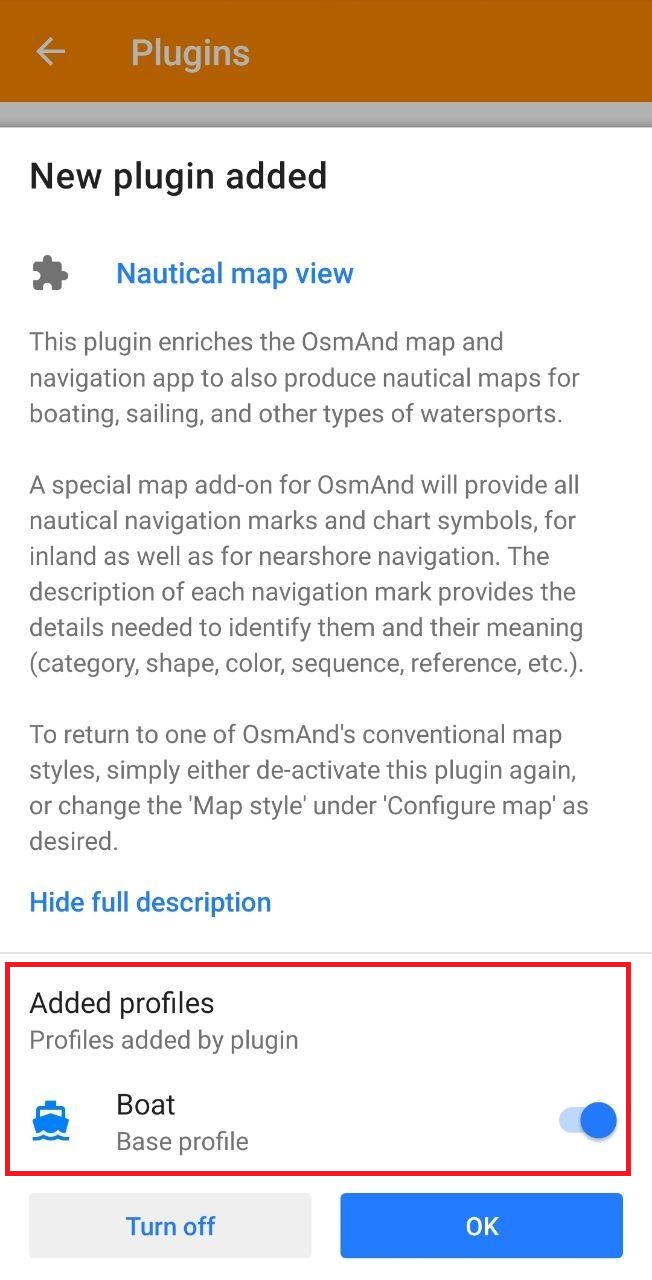 Plugins
New plugin added
Nautical map view
This plugin enriches the OsmAnd map and
navigation app to also produce nautical maps for
boating, sailing, and other types of watersports.
A special map add-on for OsmAnd will provide all
nautical navigation marks and chart symbols, for
inland as well as for nearshore navigation. The
description of each navigation mark provides the
details needed to identify them and their meaning
(category, shape, color, sequence, reference, etc.).
To return to one of OsmAnd's conventional map
styles, simply either de-activate this plugin again,
or change the 'Map style' under 'Configure map' as
desired.
Hide full description
Added profiles
Profiles added by plugin
Boat
Base profile
Turn off
OK